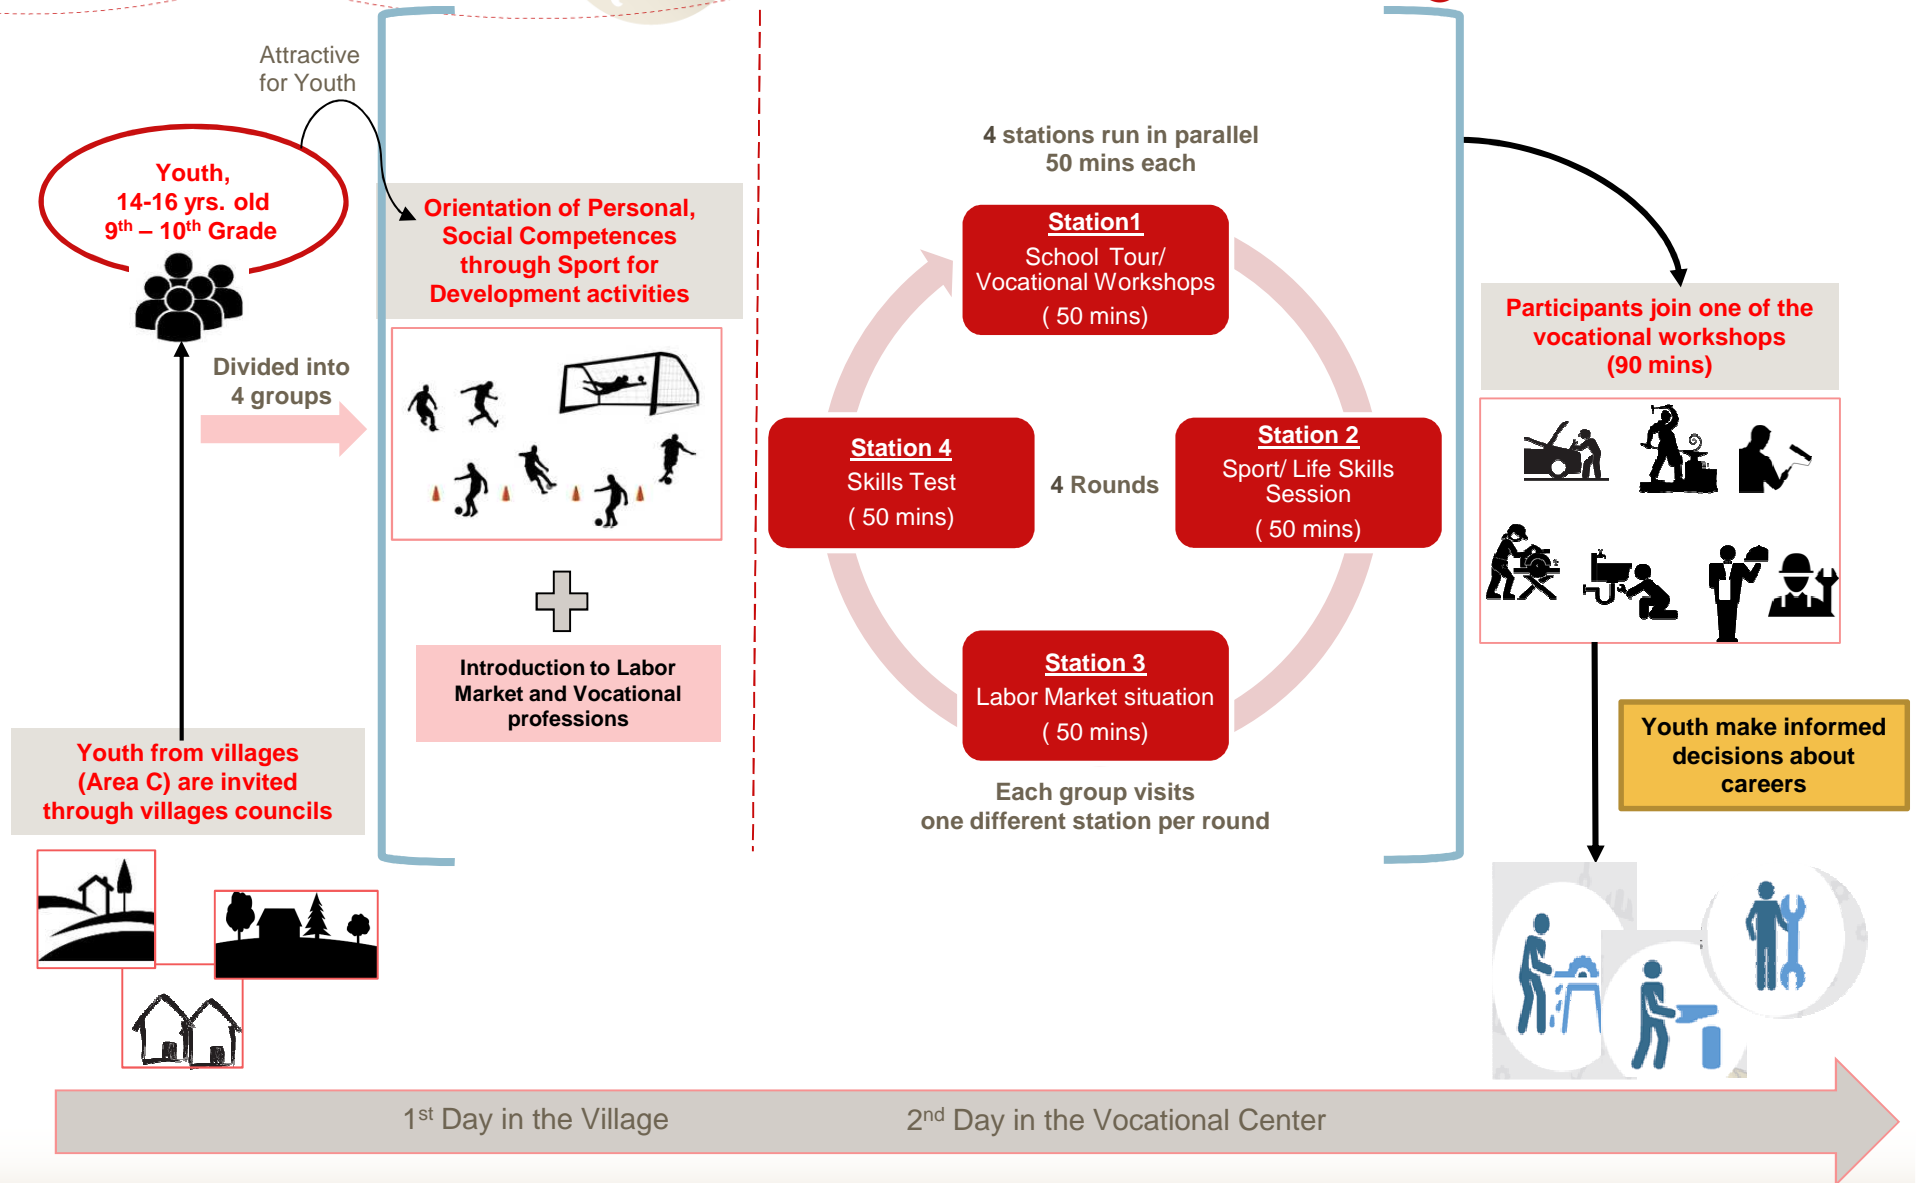 Attractive
for Youth
Youth,
14-16 yrs. old
9th – 10th Grade
Divided into
4 groups
Youth from villages
(Area C) are invited
through villages councils
Orientation of Personal,
Social Competences
through Sport for
Development activities
Introduction to Labor
Market and Vocational
professions
4 stations run in parallel
50 mins each
Station1
School Tour/
Vocational Workshops
( 50 mins)
Station 2
Sport/ Life Skills
Session
( 50 mins)
Station 3
Labor Market situation
( 50 mins)
Station 4
Skills Test
( 50 mins)
4 Rounds
Each group visits
one different station per round
Participants join one of the
vocational workshops
(90 mins)
Youth make informed
decisions about
careers
1st Day in the Village
2nd Day in the Vocational Center